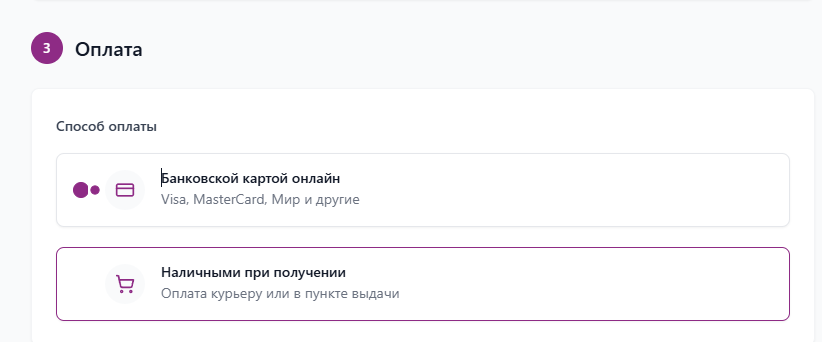 3 Оплата
Способ оплаты
Банковской картой онлайн
Visa, MasterCard, Мир и другие
Наличными при получении
Оплата курьеру или в пункте выдачи